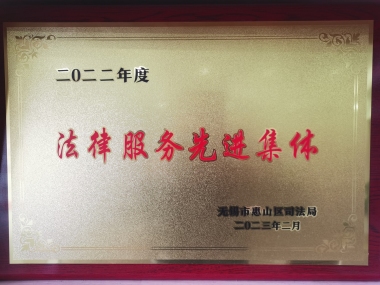 二〇二二年度
法律服务先进集体
无锡市惠山区司法局
二〇二三年二月